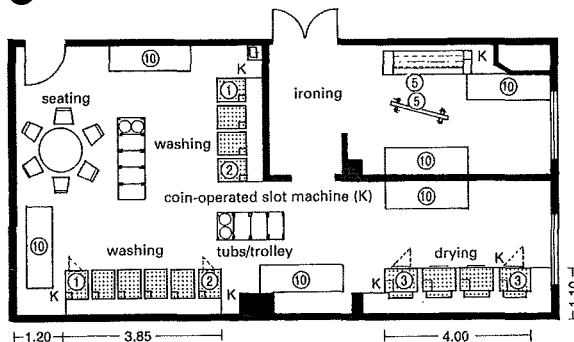 K
10
K
5
10
5
seating
1
ironing
washing
10
2
coin-operated slot machine (K)
10
10
washing
tubs/trolley
drying
K
1
2
10
3
3
K
K
K
1.20
3.85
4.00